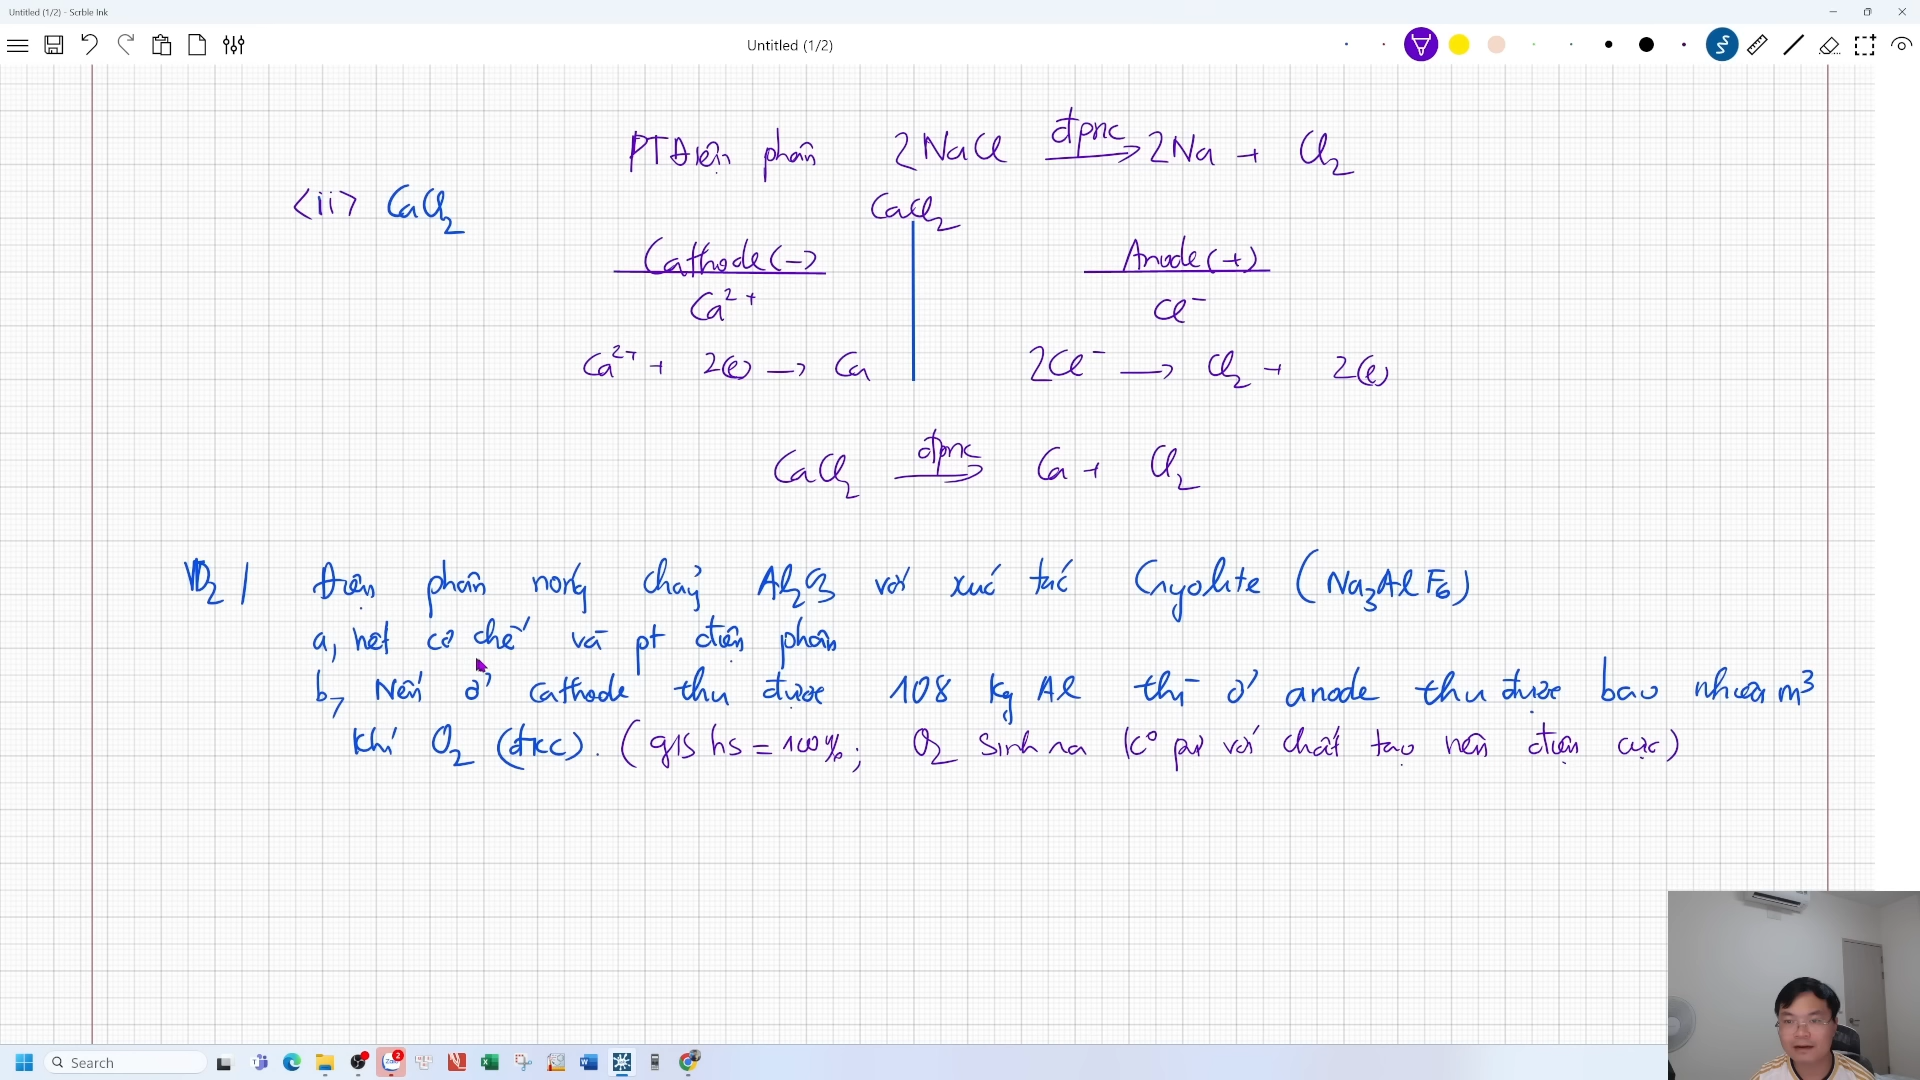 Untitled (1/2) - Scrble Ink
Untitled (1/2)
PT Điện phân 2NaCl →(đpnc) 2Na + Cl₂
<ii> CaCl₂ CaCl₂
Cathode (-) Anode (+)
Ca²⁺ Cl⁻
Ca²⁺ + 2(e) → Ca 2Cl⁻ → Cl₂ + 2(e)
CaCl₂ →(đpnc) Ca + Cl₂
VD2/ Điện phân nóng chảy Al₂O₃ với xúc tác Cryolite (Na₃AlF₆)
a, nêu cơ chế và pt điện phân
b, Nếu ở cathode thu được 108 kg Al thì ở anode thu được bao nhiêu m³
khí O₂ (đkc). (g/s hs = 100%; O₂ sinh ra k° pư với chất tạo nên điện cực)
Search
2